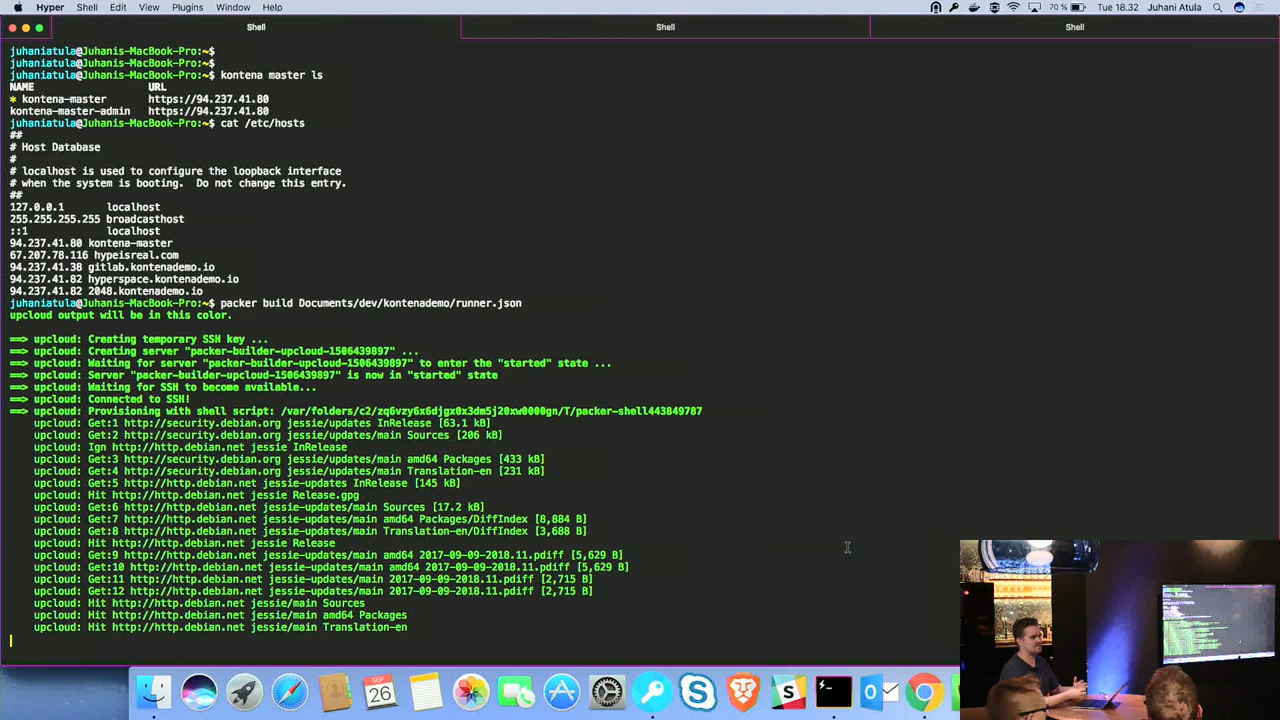 Hyper Shell Edit View Plugins Window Help 70 % Tue 18.32 Juhani Atula
Shell Shell Shell
juhaniatula@Juhanis-MacBook-Pro:~$
juhaniatula@Juhanis-MacBook-Pro:~$
juhaniatula@Juhanis-MacBook-Pro:~$ kontena master ls
NAME URL
* kontena-master https://94.237.41.80
kontena-master-admin https://94.237.41.80
juhaniatula@Juhanis-MacBook-Pro:~$ cat /etc/hosts
##
# Host Database
#
# localhost is used to configure the loopback interface
# when the system is booting. Do not change this entry.
##
127.0.0.1 localhost
255.255.255.255 broadcasthost
::1 localhost
94.237.41.80 kontena-master
67.207.78.116 hypeisreal.com
94.237.41.38 gitlab.kontenademo.io
94.237.41.82 hyperspace.kontenademo.io
94.237.41.82 2048.kontenademo.io
juhaniatula@Juhanis-MacBook-Pro:~$ packer build Documents/dev/kontenademo/runner.json
upcloud output will be in this color.
==> upcloud: Creating temporary SSH key ...
==> upcloud: Creating server "packer-builder-upcloud-1506439897" ...
==> upcloud: Waiting for server "packer-builder-upcloud-1506439897" to enter the "started" state ...
==> upcloud: Server "packer-builder-upcloud-1506439897" is now in "started" state
==> upcloud: Waiting for SSH to become available...
==> upcloud: Connected to SSH!
==> upcloud: Provisioning with shell script: /var/folders/c2/zq6vzy6x6djgx0x3dm5j20xw0000gn/T/packer-shell443849787
upcloud: Get:1 http://security.debian.org jessie/updates InRelease [63.1 kB]
upcloud: Get:2 http://security.debian.org jessie/updates/main Sources [206 kB]
upcloud: Ign http://http.debian.net jessie InRelease
upcloud: Get:3 http://security.debian.org jessie/updates/main amd64 Packages [433 kB]
upcloud: Get:4 http://security.debian.org jessie/updates/main Translation-en [231 kB]
upcloud: Get:5 http://http.debian.net jessie-updates InRelease [145 kB]
upcloud: Hit http://http.debian.net jessie Release.gpg
upcloud: Get:6 http://http.debian.net jessie-updates/main Sources [17.2 kB]
upcloud: Get:7 http://http.debian.net jessie-updates/main amd64 Packages/DiffIndex [8,884 B]
upcloud: Get:8 http://http.debian.net jessie-updates/main Translation-en/DiffIndex [3,688 B]
upcloud: Hit http://http.debian.net jessie Release
upcloud: Get:9 http://http.debian.net jessie-updates/main amd64 2017-09-09-2018.11.pdiff [5,629 B]
upcloud: Get:10 http://http.debian.net jessie-updates/main amd64 2017-09-09-2018.11.pdiff [5,629 B]
upcloud: Get:11 http://http.debian.net jessie-updates/main 2017-09-09-2018.11.pdiff [2,715 B]
upcloud: Get:12 http://http.debian.net jessie-updates/main 2017-09-09-2018.11.pdiff [2,715 B]
upcloud: Hit http://http.debian.net jessie/main Sources
upcloud: Hit http://http.debian.net jessie/main amd64 Packages
upcloud: Hit http://http.debian.net jessie/main Translation-en
SEP
26